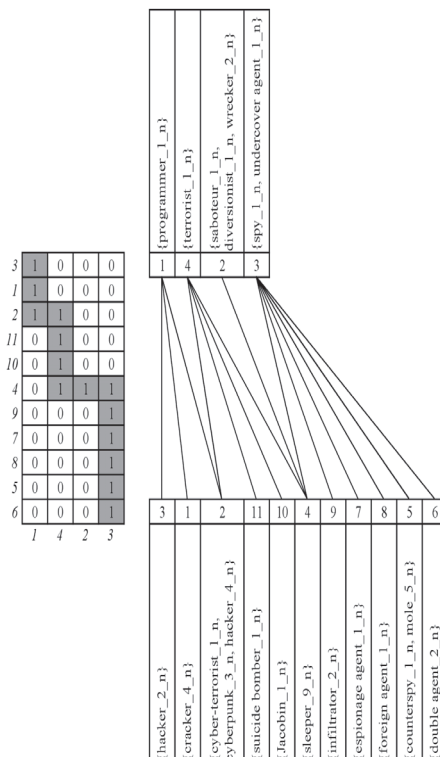 {programmer_1_n}
{terrorist_1_n}
{saboteur_1_n,
diversionist_1_n, wrecker_2_n}
{spy_1_n, undercover agent_1_n}
1 4 2 3
3 1 0 0 0
1 1 0 0 0
2 1 1 0 0
11 0 1 0 0
10 0 1 0 0
4 0 1 1 1
9 0 0 0 1
7 0 0 0 1
8 0 0 0 1
5 0 0 0 1
6 0 0 0 1
1 4 2 3
3 1 2 11 10 4 9 7 8 5 6
{hacker_2_n}
{cracker_4_n}
{cyber-terrorist_1_n,
cyberpunk_3_n, hacker_4_n}
{suicide bomber_1_n}
{Jacobin_1_n}
{sleeper_9_n}
{infiltrator_2_n}
{espionage agent_1_n}
{foreign agent_1_n}
{counterspy_1_n, mole_5_n}
{double agent_2_n}